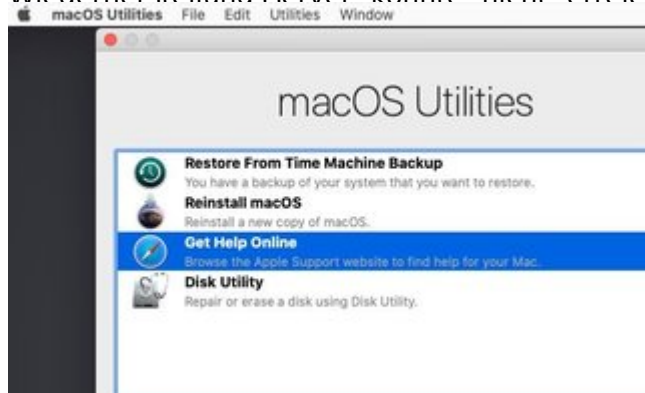 macOS Utilities File Edit Utilities Window
macOS Utilities
Restore From Time Machine Backup
You have a backup of your system that you want to restore.
Reinstall macOS
Reinstall a new copy of macOS.
Get Help Online
Browse the Apple Support website to find help for your Mac.
Disk Utility
Repair or erase a disk using Disk Utility.